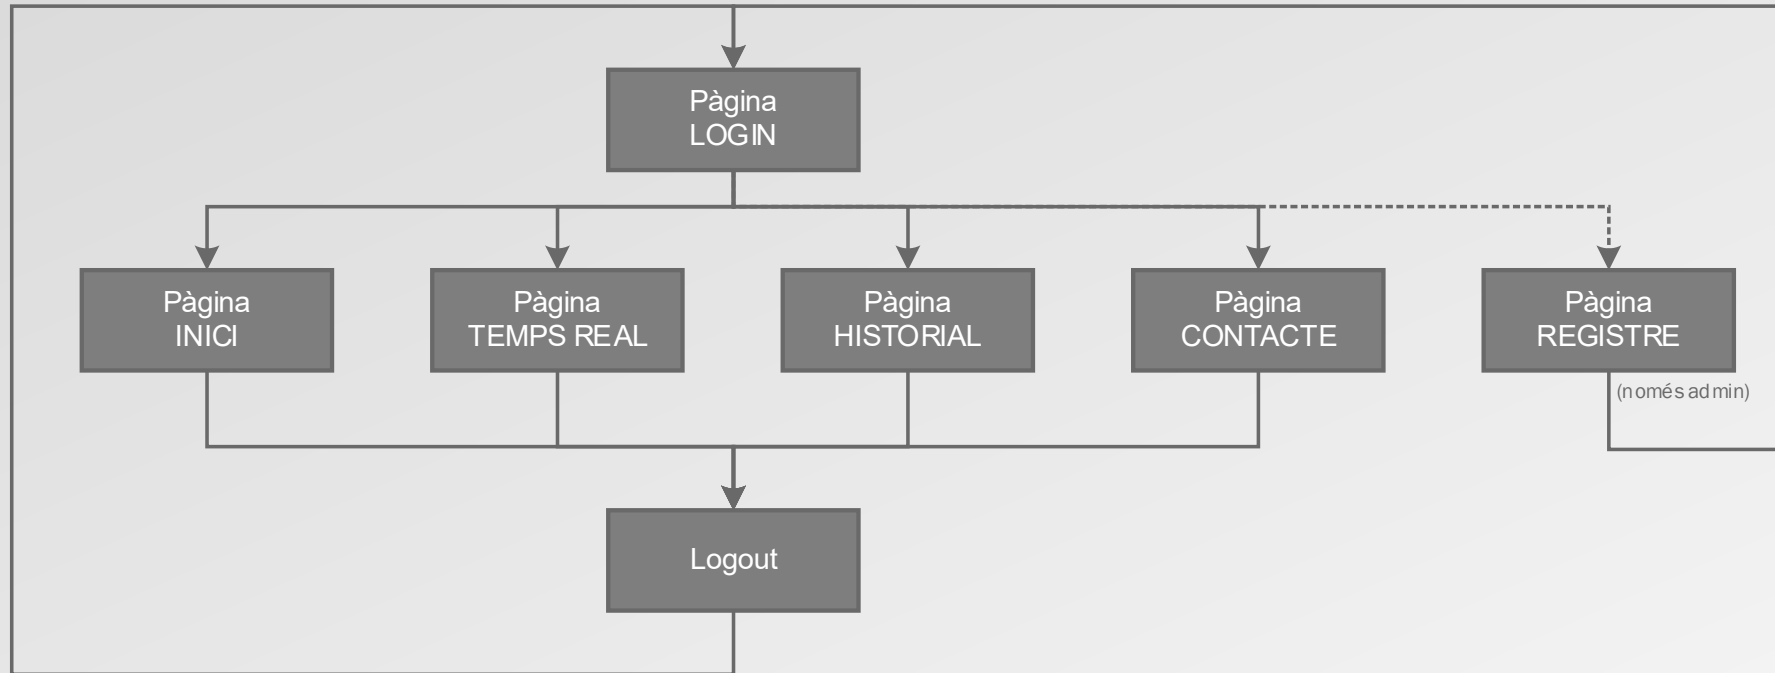 Pàgina
LOGIN
Pàgina
INICI
Pàgina
TEMPS REAL
Pàgina
HISTORIAL
Pàgina
CONTACTE
Pàgina
REGISTRE
(només admin)
Logout